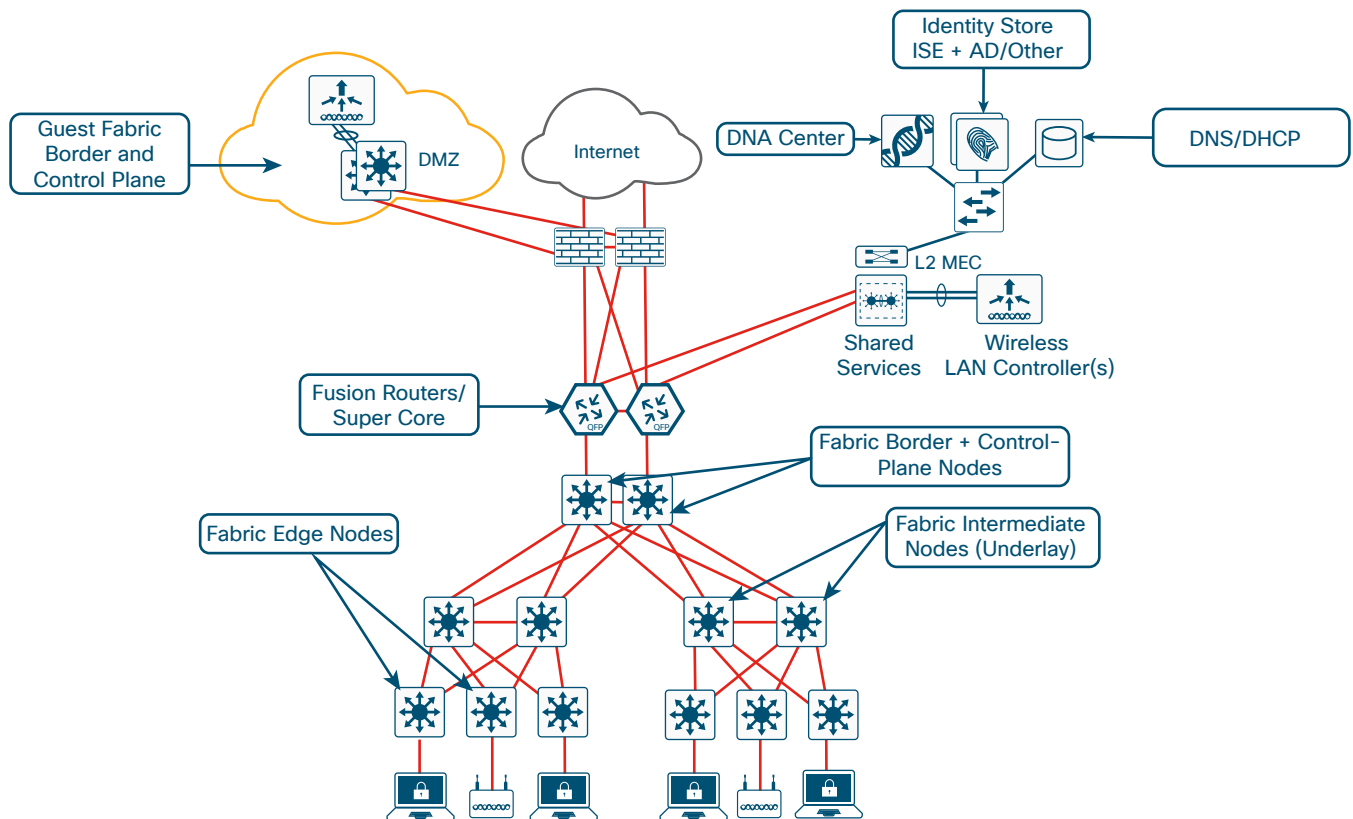 Identity Store
ISE + AD/Other
Guest Fabric
Border and
Control Plane
DMZ
Internet
DNA Center
DNS/DHCP
L2 MEC
Shared
Services
Wireless
LAN Controller(s)
Fusion Routers/
Super Core
QFP
QFP
Fabric Border + Control-
Plane Nodes
Fabric Edge Nodes
Fabric Intermediate
Nodes (Underlay)